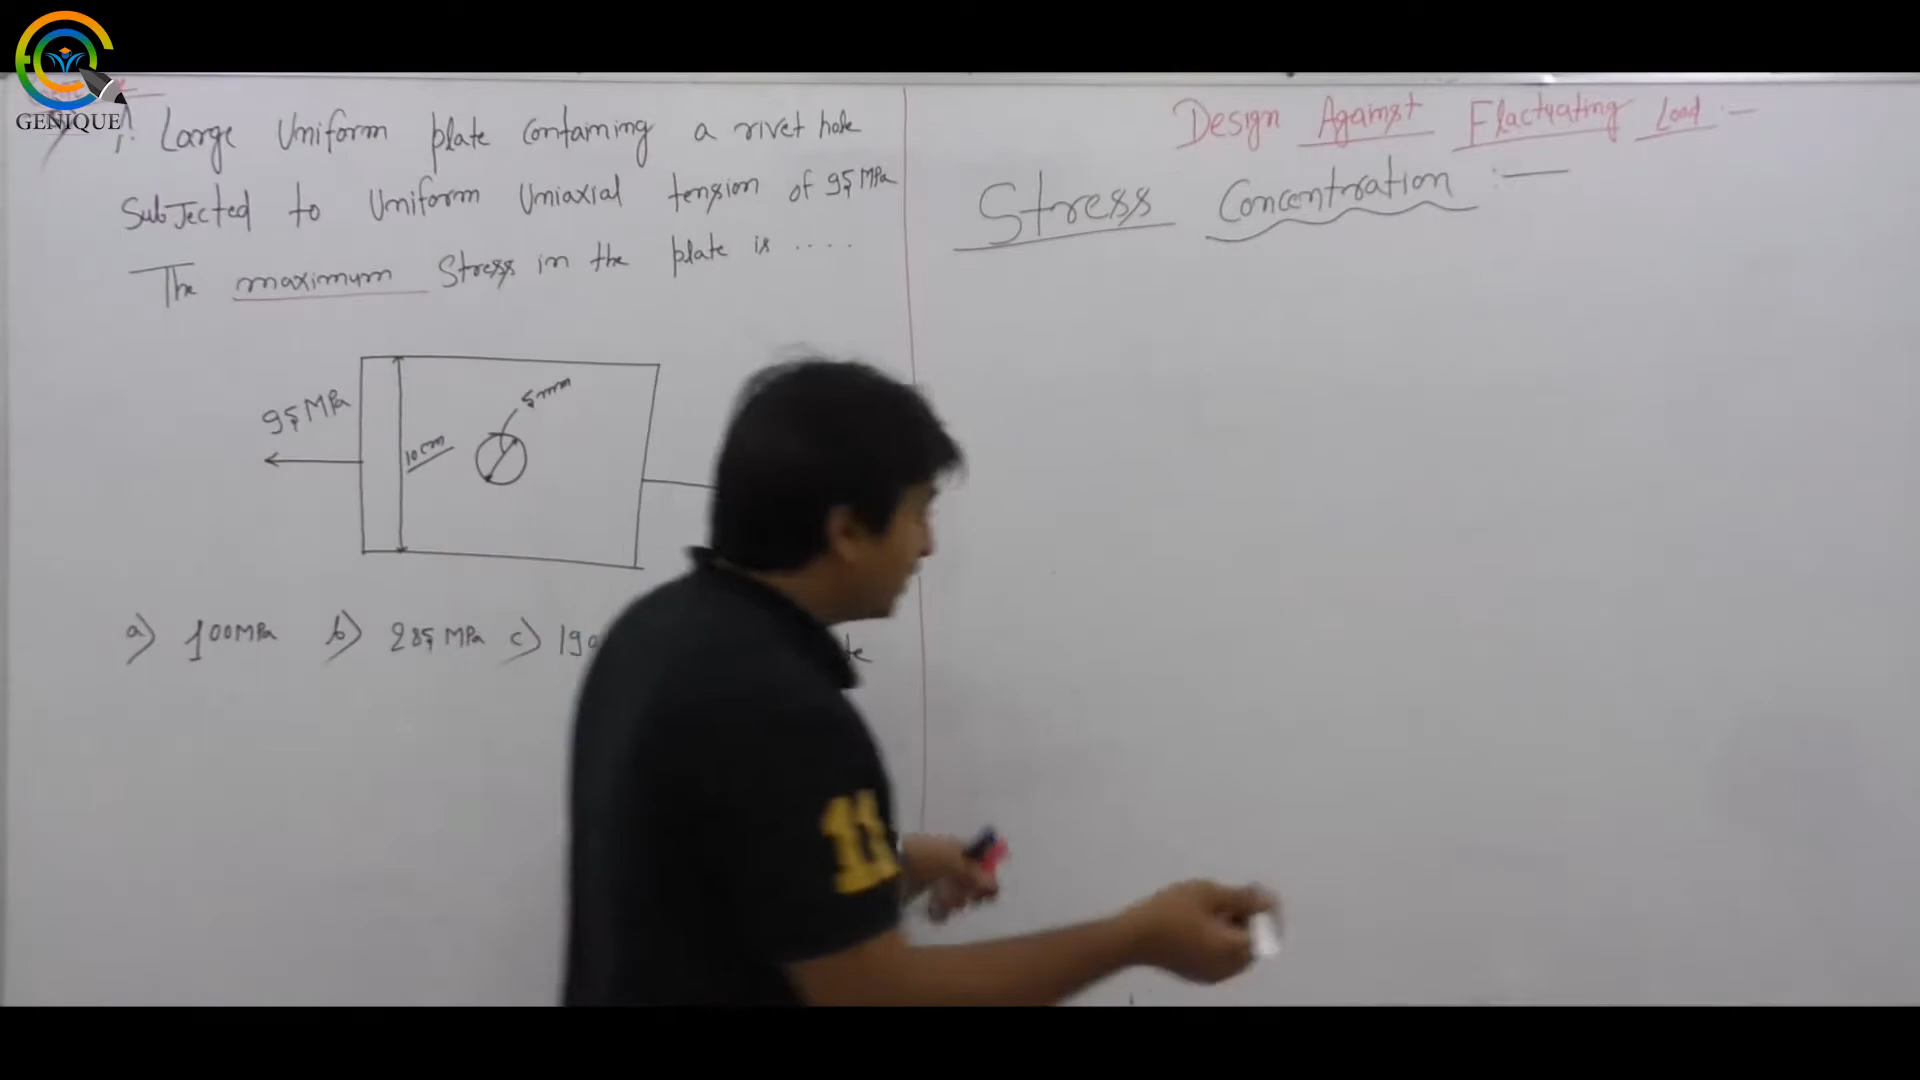 GENIQUE
A Large Uniform plate Containing a rivet hole
Subjected to Uniform Uniaxial tension of 95 MPa
The maximum Stress in the plate is ....
95 MPa
10 cm
5 mm
a) 100 MPa b) 285 MPa c)
Design Against Fluctuating Load :-
Stress Concentration :-
11